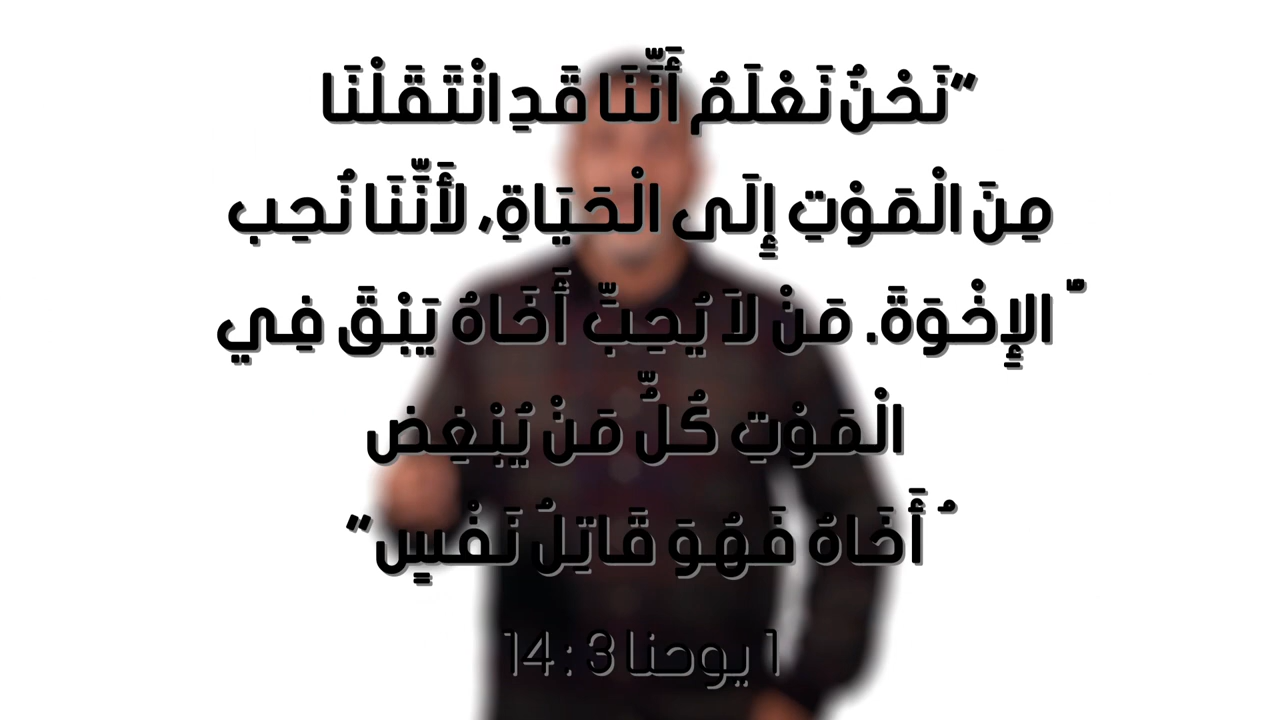 ”نَحْنُ نَعْلَمُ أَنَّنَا قَدِ انْتَقَلْنَا
مِنَ الْمَوْتِ إِلَى الْحَيَاةِ، لأَنَّنَا نُحِب
ُّ الإِخْوَةَ. مَنْ لاَ يُحِبَّ أَخَاهُ يَبْقَ فِي
الْمَوْتِ كُلُّ مَنْ يُبْغِض
ُ أَخَاهُ فَهُوَ قَاتِلُ نَفْسٍ”
1 يوحنا 3 : 14